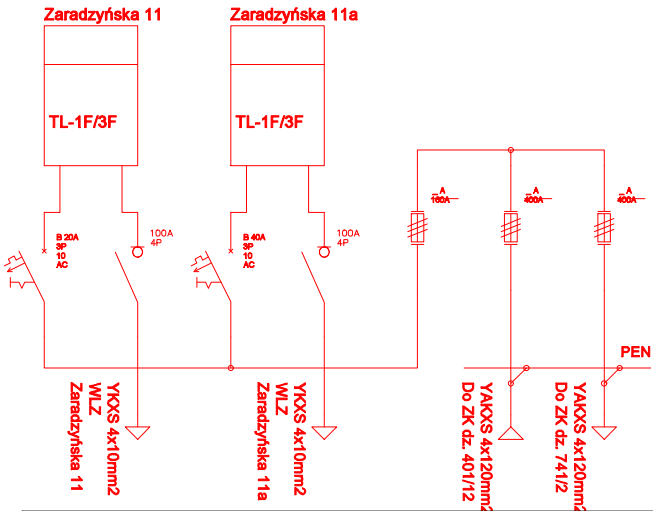 Zaradzyńska 11
Zaradzyńska 11a
TL-1F/3F
TL-1F/3F
_ A
160A
_ A
400A
_ A
400A
B 20A
3P
10
AC
100A
4P
B 40A
3P
10
AC
100A
4P
PEN
YKXS 4x10mm2
WLZ
Zaradzyńska 11
YKXS 4x10mm2
WLZ
Zaradzyńska 11a
YAKXS 4x120mm2
Do ZK dz. 401/12
YAKXS 4x120mm2
Do ZK dz. 741/2